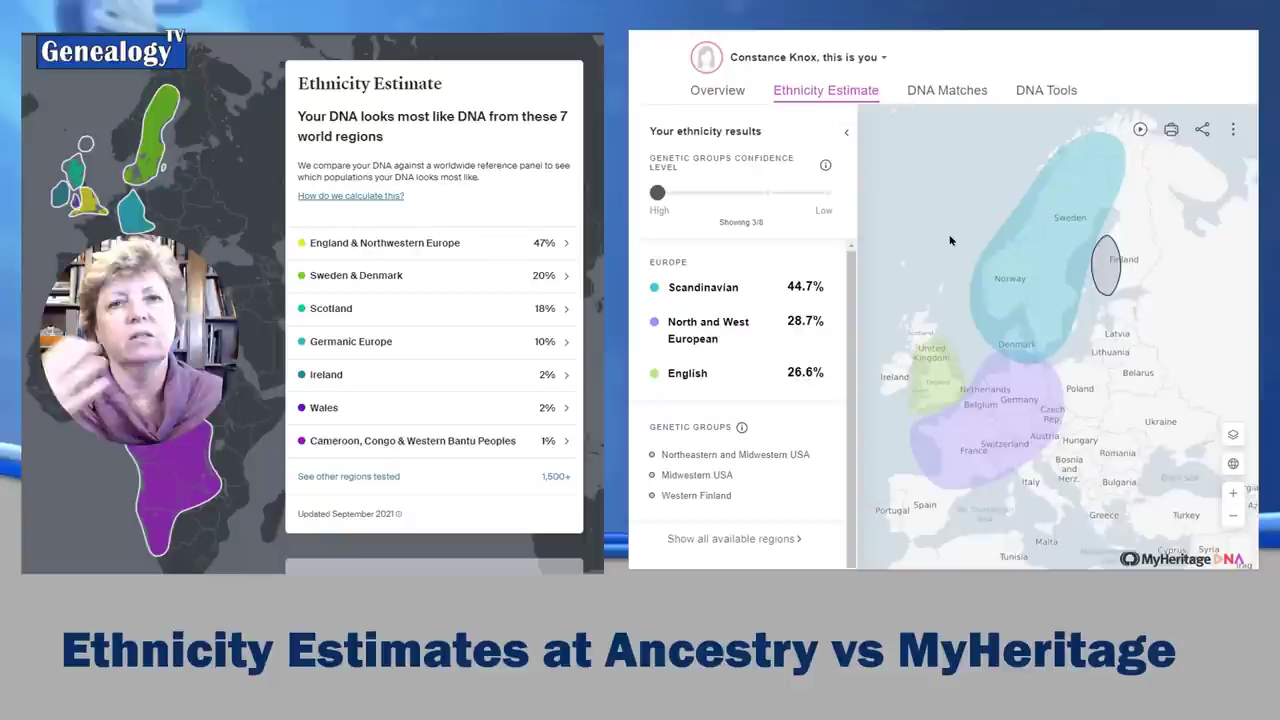 Genealogy TV
Ethnicity Estimate
Your DNA looks most like DNA from these 7
world regions
We compare your DNA against a worldwide reference panel to see
which populations your DNA looks most like.
How do we calculate this?
England & Northwestern Europe 47%
Sweden & Denmark 20%
Scotland 18%
Germanic Europe 10%
Ireland 2%
Wales 2%
Cameroon, Congo & Western Bantu Peoples 1%
See other regions tested 1,500+
Updated September 2021
Constance Knox, this is you
Overview Ethnicity Estimate DNA Matches DNA Tools
Your ethnicity results
GENETIC GROUPS CONFIDENCE
LEVEL
High Low
Showing 3/8
EUROPE
Scandinavian 44.7%
North and West
European 28.7%
English 26.6%
GENETIC GROUPS
Northeastern and Midwestern USA
Midwestern USA
Western Finland
Show all available regions
Sweden
Finland
Norway
Scotland
United
Kingdom
Ireland
Denmark
Latvia
Lithuania
Belarus
Netherlands
Belgium
Germany
Poland
Czech
Rep.
Ukraine
Austria
Hungary
Switzerland
France
Romania
Bosnia
and
Herz.
Italy
Bulgaria
Portugal
Spain
Greece
Turkey
Malta
Cyprus
Syria
Tunisia
Iraq
MyHeritage DNA
Ethnicity Estimates at Ancestry vs MyHeritage